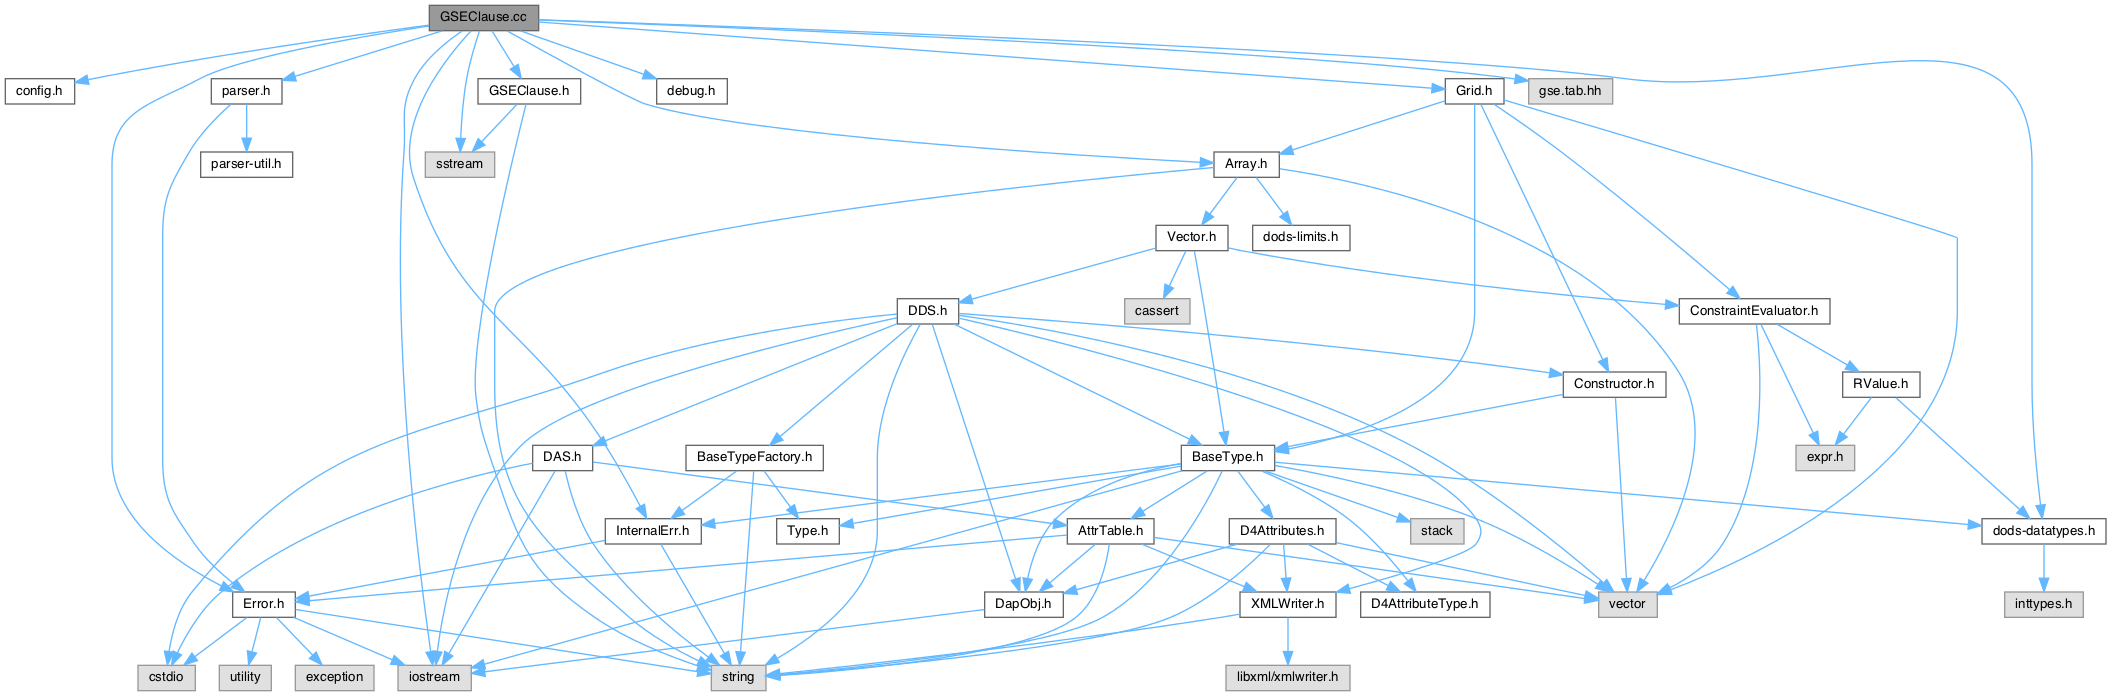 GSEClause.cc
config.h
parser.h
GSEClause.h
debug.h
Grid.h
gse.tab.hh
parser-util.h
sstream
Array.h
Vector.h
dods-limits.h
cassert
DDS.h
ConstraintEvaluator.h
Constructor.h
RValue.h
DAS.h
BaseTypeFactory.h
BaseType.h
expr.h
InternalErr.h
Type.h
AttrTable.h
D4Attributes.h
stack
dods-datatypes.h
Error.h
DapObj.h
XMLWriter.h
D4AttributeType.h
vector
inttypes.h
cstdio
utility
exception
iostream
string
libxml/xmlwriter.h